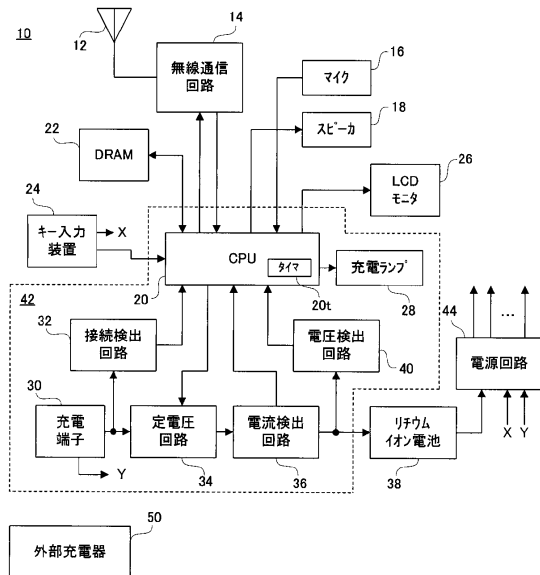 10
12
14
無線通信
回路
16
マイク
18
スピーカ
22
DRAM
26
LCD
モニタ
24
キー入力
装置
X
CPU
タイマ
20
20t
充電ランプ
28
42
32
接続検出
回路
電圧検出
回路
40
44
電源回路
…
30
充電
端子
定電圧
回路
34
電流検出
回路
36
リチウム
イオン電池
38
X Y
Y
50
外部充電器